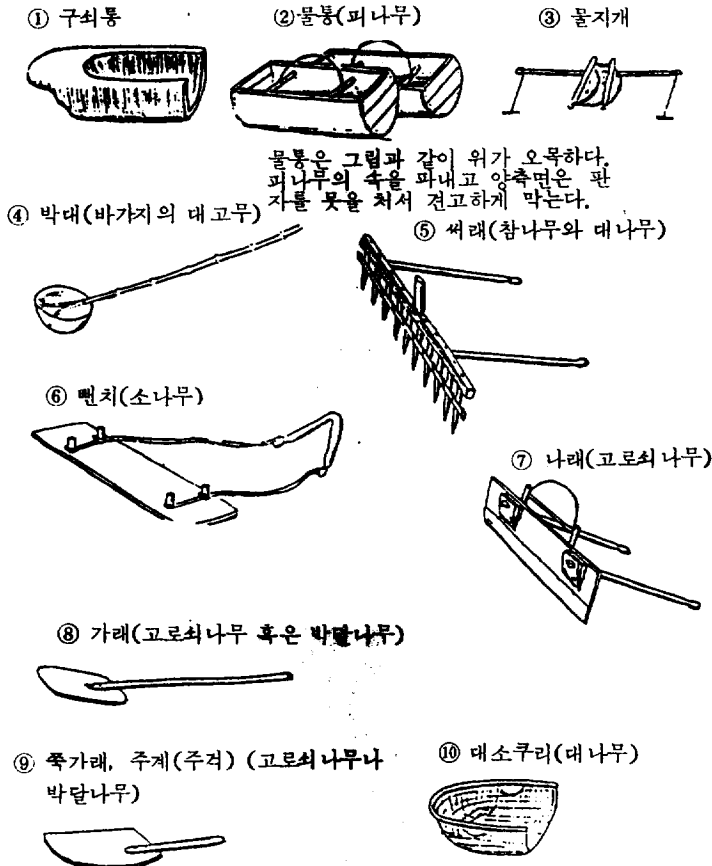 ① 구쇠통
②물통(피나무)
③ 물지개
물통은 그림과 같이 위가 오목하다.
피나무의 속을 파내고 양측면은 판
자를 못을 쳐서 견고하게 막는다.
④ 박대(바가지의 대고무)
⑤ 써래(참나무와 대나무)
⑥ 뻔치(소나무)
⑦ 나래(고로쇠나무)
⑧ 가래(고로쇠나무 혹은 박달나무)
⑨ 쭉가래, 주계(주걱) (고로쇠나무나
박달나무)
⑩ 대소쿠리(대나무)